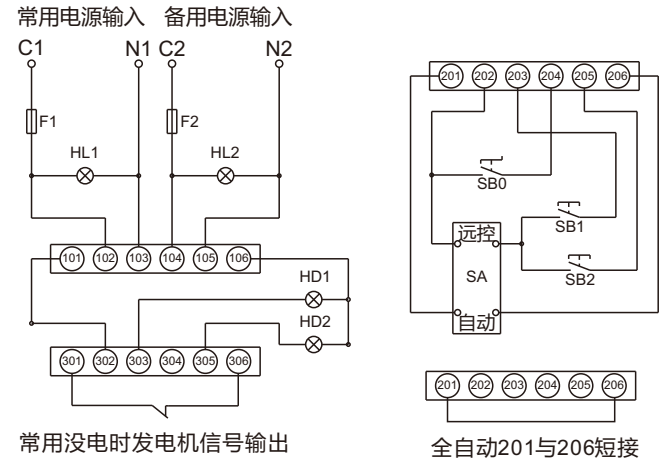 常用电源输入 备用电源输入
C1 N1 C2 N2
F1 F2
HL1 HL2
101 102 103 104 105 106
HD1
HD2
301 302 303 304 305 306
常用没电时发电机信号输出
201 202 203 204 205 206
SB0
SB1
远控
SA
SB2
自动
201 202 203 204 205 206
全自动201与206短接